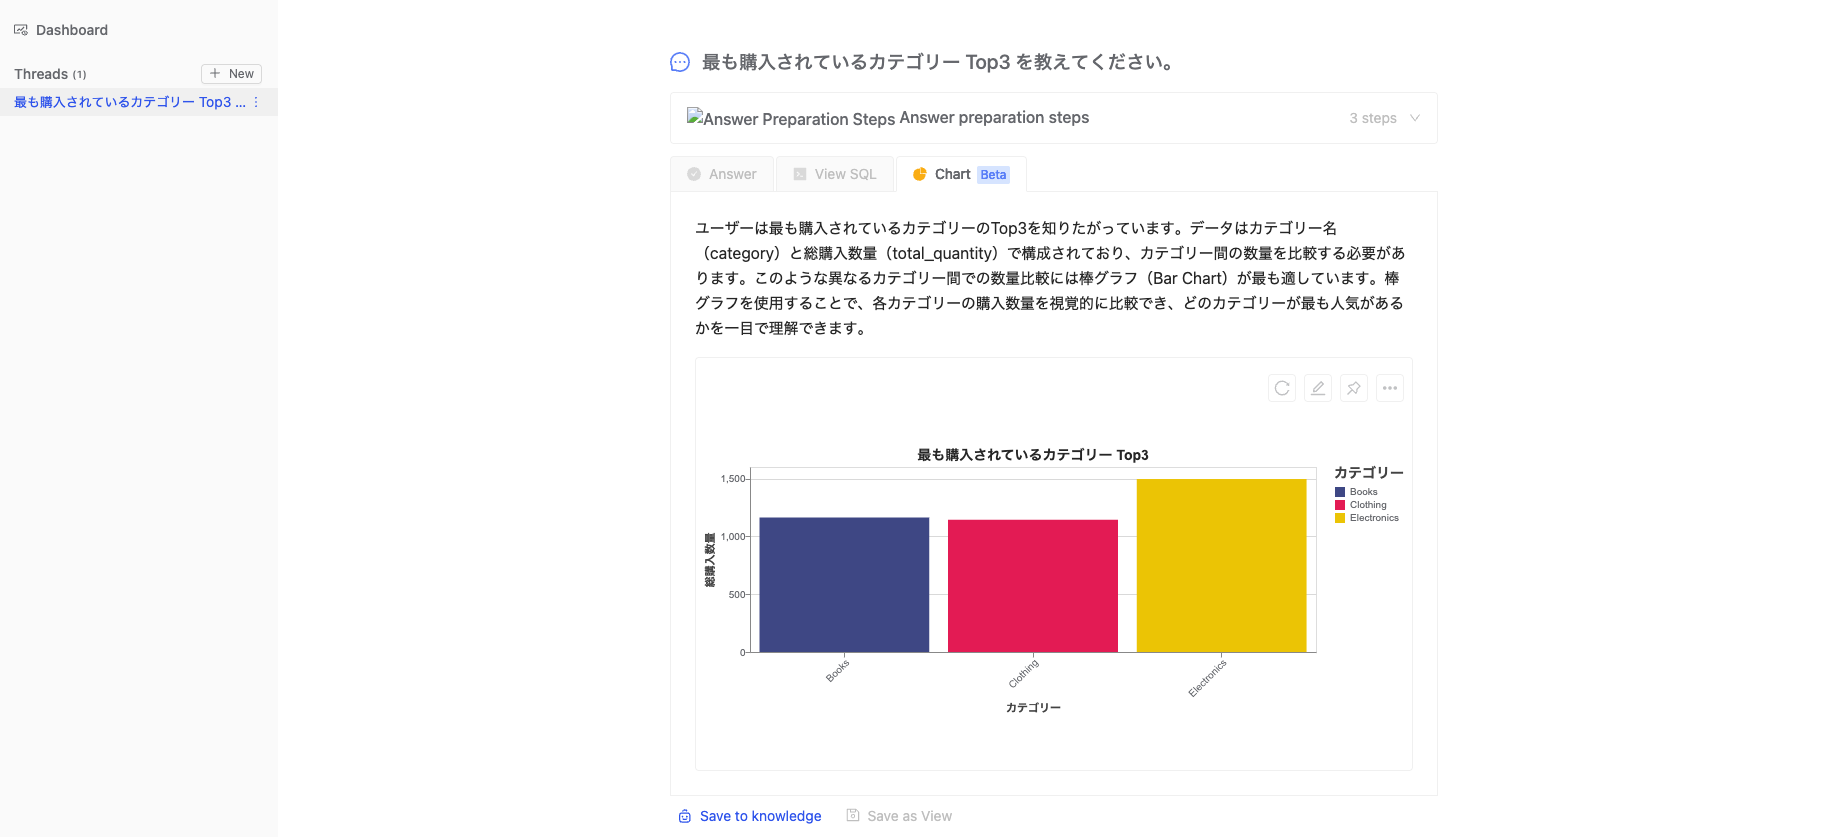 Dashboard
Threads (1)
New
最も購入されているカテゴリー Top3 ...
最も購入されているカテゴリー Top3 を教えてください。
Answer Preparation Steps Answer preparation steps
3 steps
Answer
View SQL
Chart Beta
ユーザーは最も購入されているカテゴリーのTop3を知りたがっています。データはカテゴリー名
（category）と総購入数量（total_quantity）で構成されており、カテゴリー間の数量を比較する必要があ
ります。このような異なるカテゴリー間での数量比較には棒グラフ（Bar Chart）が最も適しています。棒
グラフを使用することで、各カテゴリーの購入数量を視覚的に比較でき、どのカテゴリーが最も人気がある
かを一目で理解できます。
最も購入されているカテゴリー Top3
総購入数量
1,500
1,000
500
0
Books
Clothing
Electronics
カテゴリー
カテゴリー
Books
Clothing
Electronics
Save to knowledge
Save as View